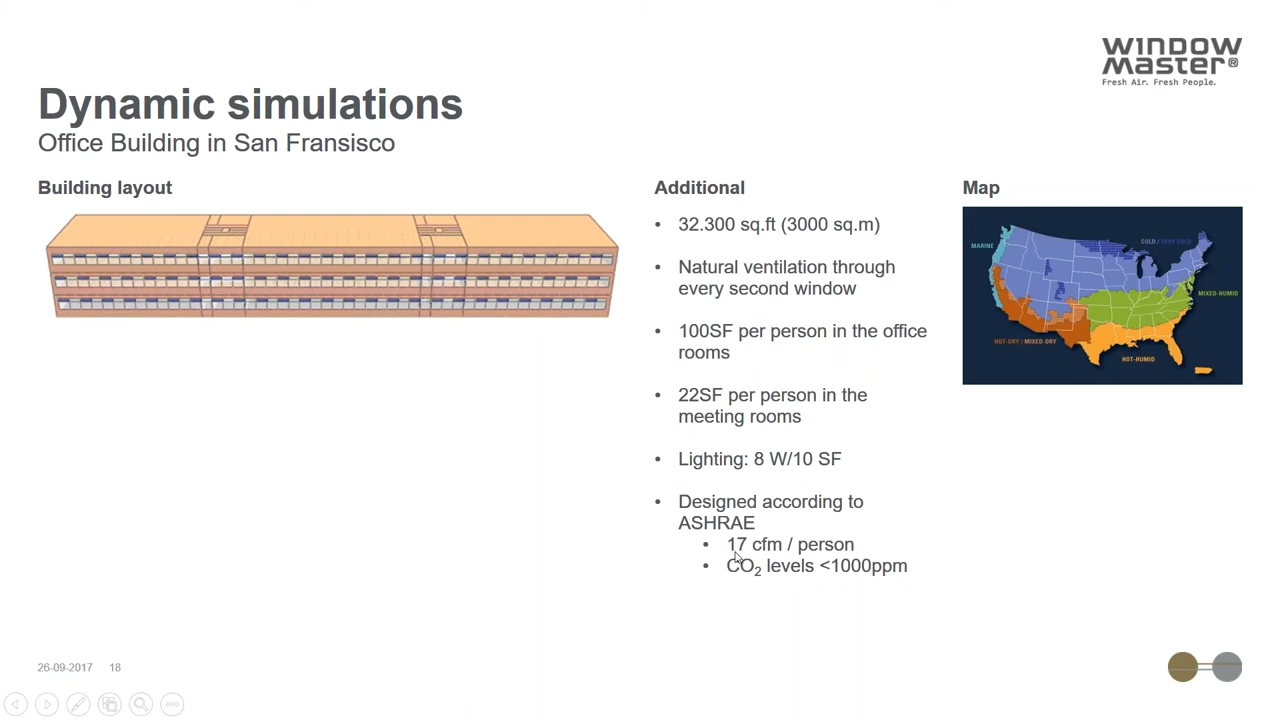 WINDOW
MASTER®
Fresh Air. Fresh People.
Dynamic simulations
Office Building in San Fransisco
Building layout
Additional
• 32.300 sq.ft (3000 sq.m)
• Natural ventilation through
every second window
• 100SF per person in the office
rooms
• 22SF per person in the
meeting rooms
• Lighting: 8 W/10 SF
• Designed according to
ASHRAE
• 17 cfm / person
• CO₂ levels <1000ppm
Map
MARINE
COLD / VERY COLD
MIXED-HUMID
HOT-DRY / MIXED-DRY
HOT-HUMID
26-09-2017 18